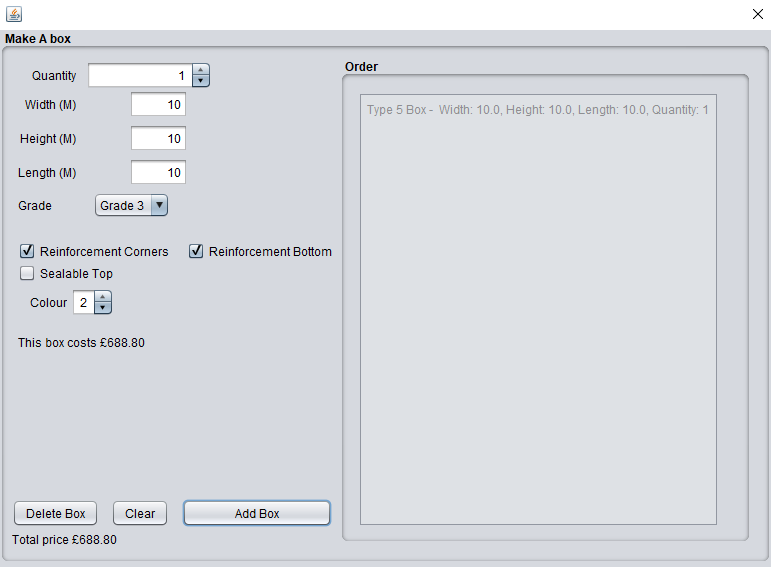 Make A box
Quantity 1
Width (M) 10
Height (M) 10
Length (M) 10
Grade Grade 3
Reinforcement Corners Reinforcement Bottom
Sealable Top
Colour 2
This box costs £688.80
Delete Box Clear Add Box
Total price £688.80
Order
Type 5 Box - Width: 10.0, Height: 10.0, Length: 10.0, Quantity: 1